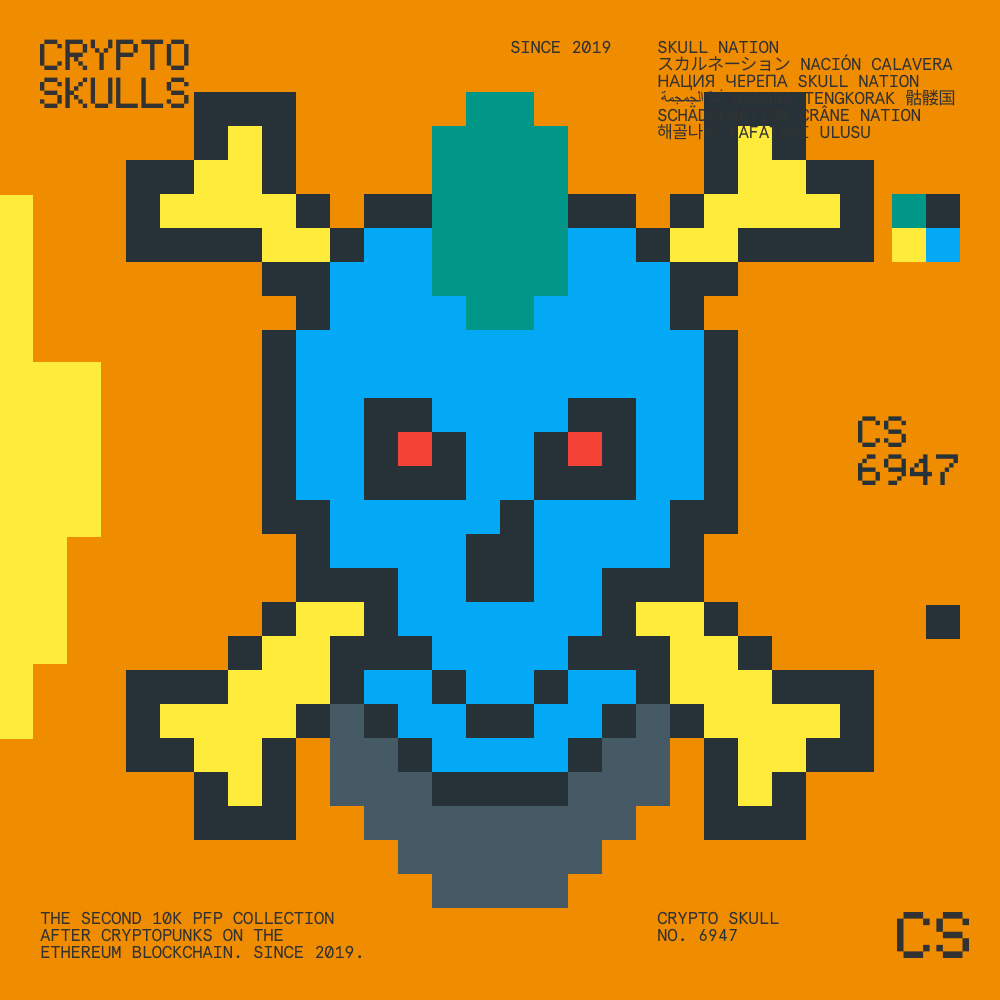 CRYPTO
SKULLS
SINCE 2019
SKULL NATION
スカルネーション NACIÓN CALAVERA
НАЦИЯ ЧЕРЕПА SKULL NATION
TENGKORAK 骷髅国
CRÂNE NATION
해골나
ULUSU
CS
6947
THE SECOND 10K PFP COLLECTION
AFTER CRYPTOPUNKS ON THE
ETHEREUM BLOCKCHAIN. SINCE 2019.
CRYPTO SKULL
NO. 6947
CS